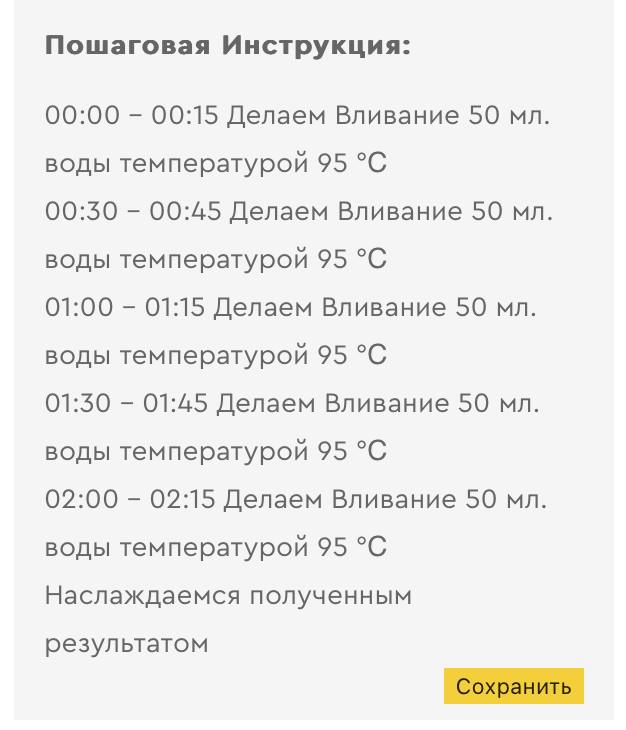 Пошаговая Инструкция:
00:00 – 00:15 Делаем Вливание 50 мл.
воды температурой 95 °C
00:30 – 00:45 Делаем Вливание 50 мл.
воды температурой 95 °C
01:00 – 01:15 Делаем Вливание 50 мл.
воды температурой 95 °C
01:30 – 01:45 Делаем Вливание 50 мл.
воды температурой 95 °C
02:00 – 02:15 Делаем Вливание 50 мл.
воды температурой 95 °C
Наслаждаемся полученным
результатом
Сохранить